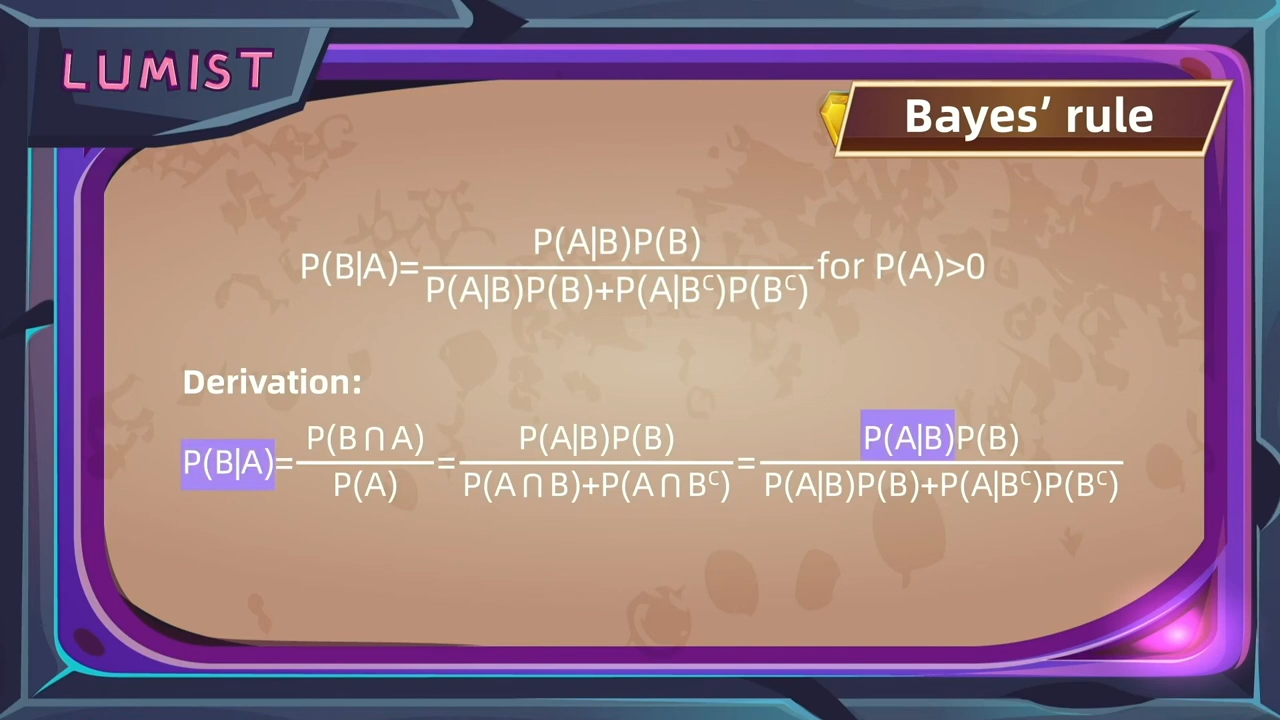 LUMIST
Bayes’ rule
P(B|A)=P(A|B)P(B)/P(A|B)P(B)+P(A|Bᶜ)P(Bᶜ) for P(A)>0
Derivation:
P(B|A)=P(B∩A)/P(A)=P(A|B)P(B)/P(A∩B)+P(A∩Bᶜ)=P(A|B)P(B)/P(A|B)P(B)+P(A|Bᶜ)P(Bᶜ)